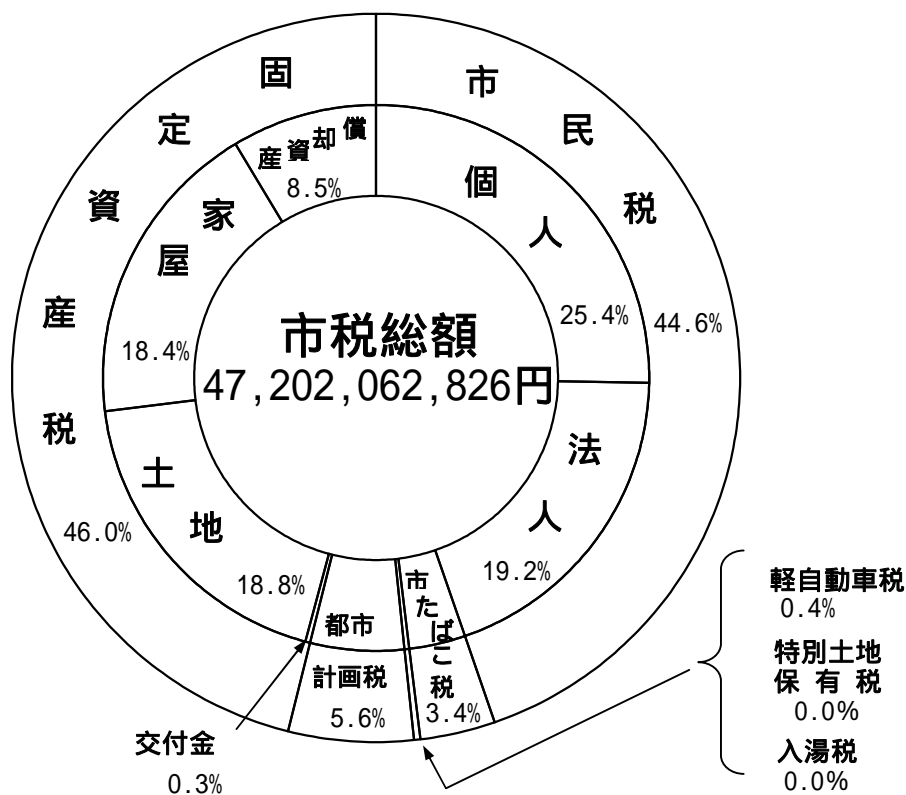 市税総額
47,202,062,826円
市民税
44.6%
個人
25.4%
法人
19.2%
市たばこ税
3.4%
軽自動車税
0.4%
特別土地
保有税
0.0%
入湯税
0.0%
都市
計画税
5.6%
交付金
0.3%
固定資産税
46.0%
土地
18.8%
家屋
18.4%
償却資産
8.5%